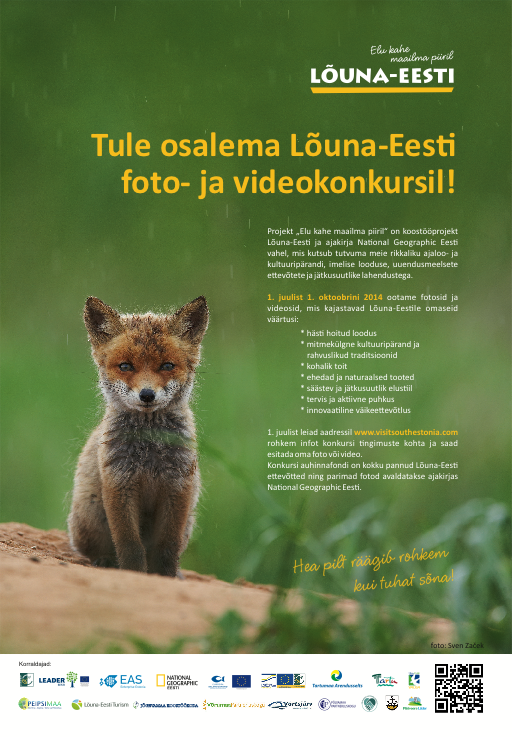 Elu kahe
maailma piiril
LÕUNA-EESTI
Tule osalema Lõuna-Eesti
foto- ja videokonkursil!
Projekt „Elu kahe maailma piiril“ on koostööprojekt
Lõuna-Eesti ja ajakirja National Geographic Eesti
vahel, mis kutsub tutvuma meie rikkaliku ajaloo- ja
kultuuripärandi, imelise looduse, uuendusmeelsete
ettevõtete ja jätkusuutlike lahendustega.
1. juulist 1. oktoobrini 2014 ootame fotosid ja
videosid, mis kajastavad Lõuna-Eestile omaseid
väärtusi:
* hästi hoitud loodus
* mitmekülgne kultuuripärand ja
rahvuslikud traditsioonid
* kohalik toit
* ehedad ja naturaalsed tooted
* säästev ja jätkusuutlik elustiil
* tervis ja aktiivne puhkus
* innovaatiline väikeettevõtlus
1. juulist leiad aadressil www.visitsouthestonia.com
rohkem infot konkursi tingimuste kohta ja saad
esitada oma foto või video.
Konkursi auhinnafondi on kokku pannud Lõuna-Eesti
ettevõtted ning parimad fotod avaldatakse ajakirjas
National Geographic Eesti.
Hea pilt räägib rohkem
kui tuhat sõna!
foto: Sven Začek
Korraldajad:
LEADER
EAS
NATIONAL
GEOGRAPHIC
EESTI
Tartumaa Arendusselts
Tartu
PEIPSIMAA
Lõuna-Eesti Turism
JÕGEVAMAA KOOSTÖÖKODA
Võrumaa
Võrtsjärv